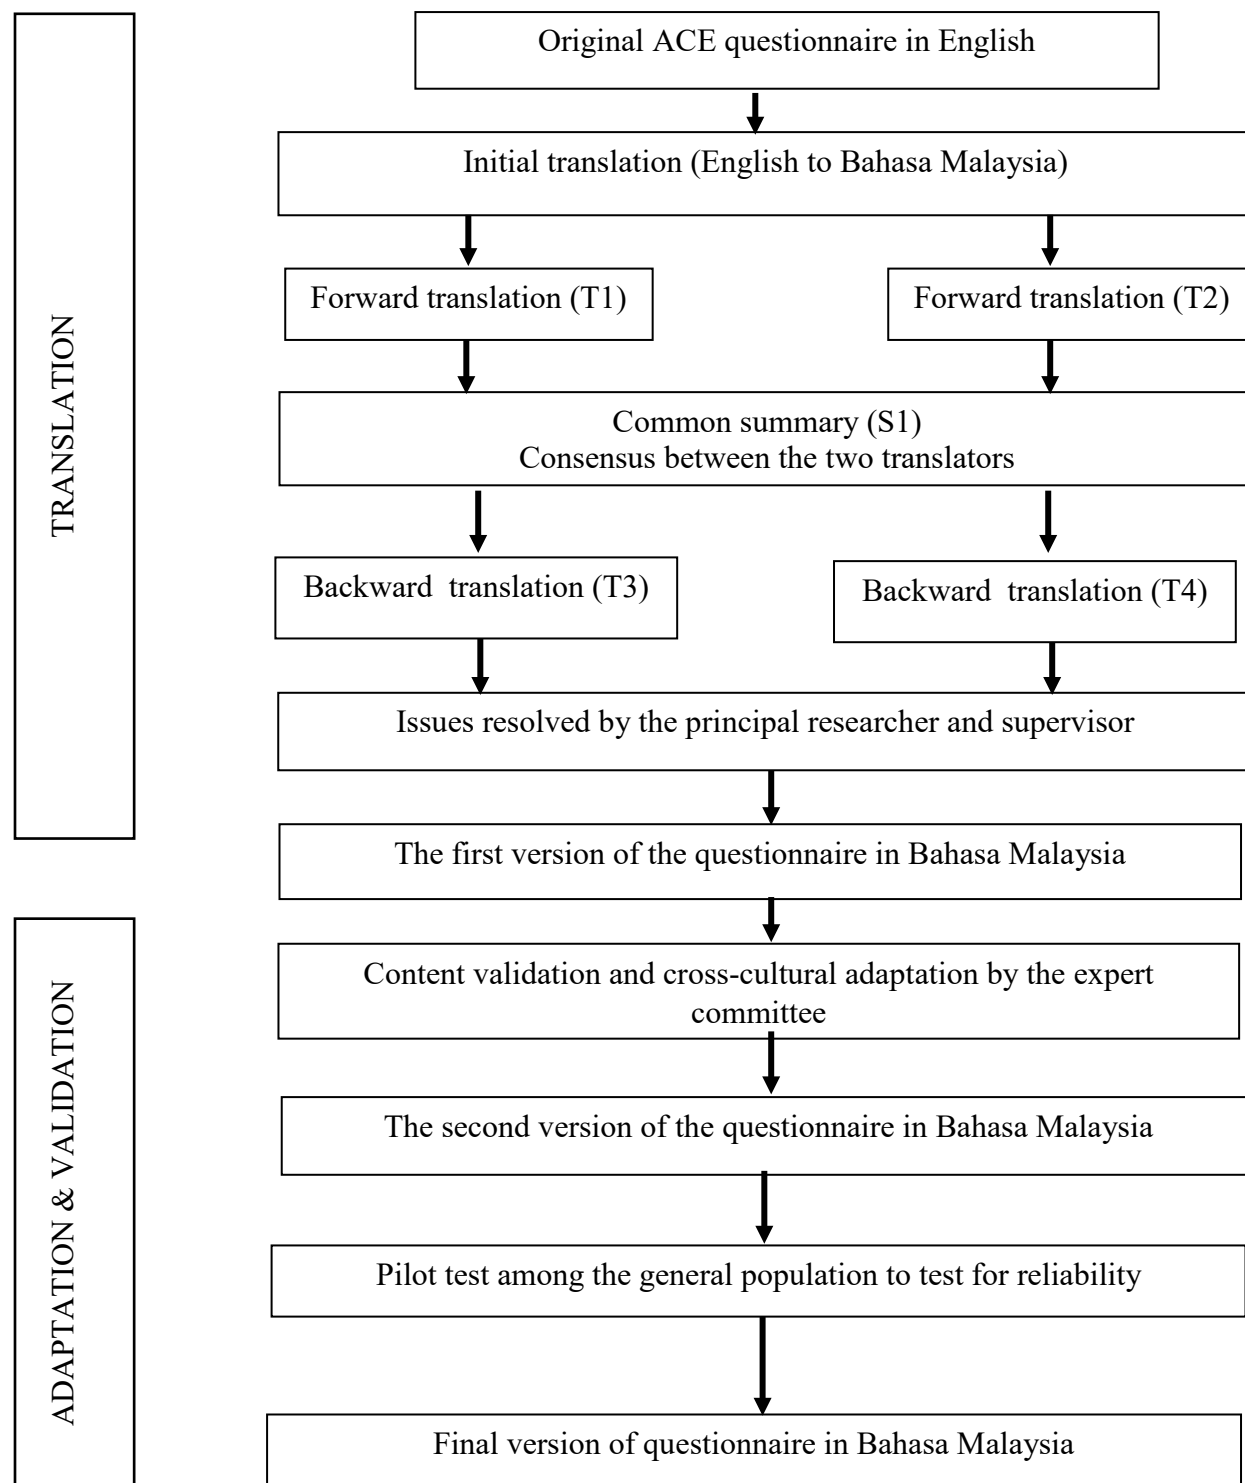 TRANSLATION
Original ACE questionnaire in English
Initial translation (English to Bahasa Malaysia)
Forward translation (T1)
Forward translation (T2)
Common summary (S1)
Consensus between the two translators
Backward  translation (T3)
Backward  translation (T4)
Issues resolved by the principal researcher and supervisor
The first version of the questionnaire in Bahasa Malaysia
ADAPTATION & VALIDATION
Content validation and cross-cultural adaptation by the expert
committee
The second version of the questionnaire in Bahasa Malaysia
Pilot test among the general population to test for reliability
Final version of questionnaire in Bahasa Malaysia